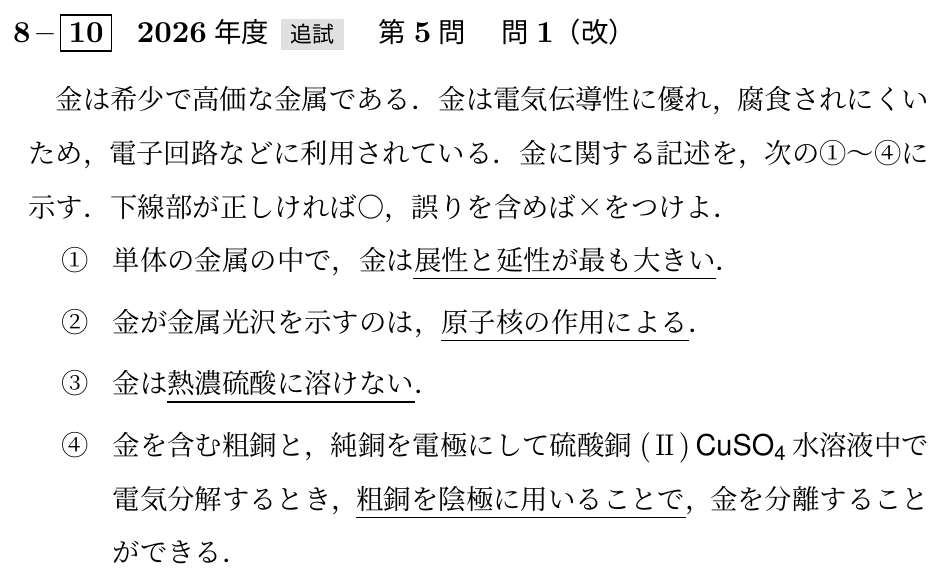 8-10 2026 年度 追試 第 5 問 問 1（改）
金は希少で高価な金属である．金は電気伝導性に優れ，腐食されにくい
ため，電子回路などに利用されている．金に関する記述を，次の①～④に
示す．下線部が正しければ○，誤りを含めば×をつけよ．
① 単体の金属の中で，金は展性と延性が最も大きい．
② 金が金属光沢を示すのは，原子核の作用による．
③ 金は熱濃硫酸に溶けない．
④ 金を含む粗銅と，純銅を電極にして硫酸銅 (Ⅱ) CuSO₄ 水溶液中で
電気分解するとき，粗銅を陰極に用いることで，金を分離すること
ができる．